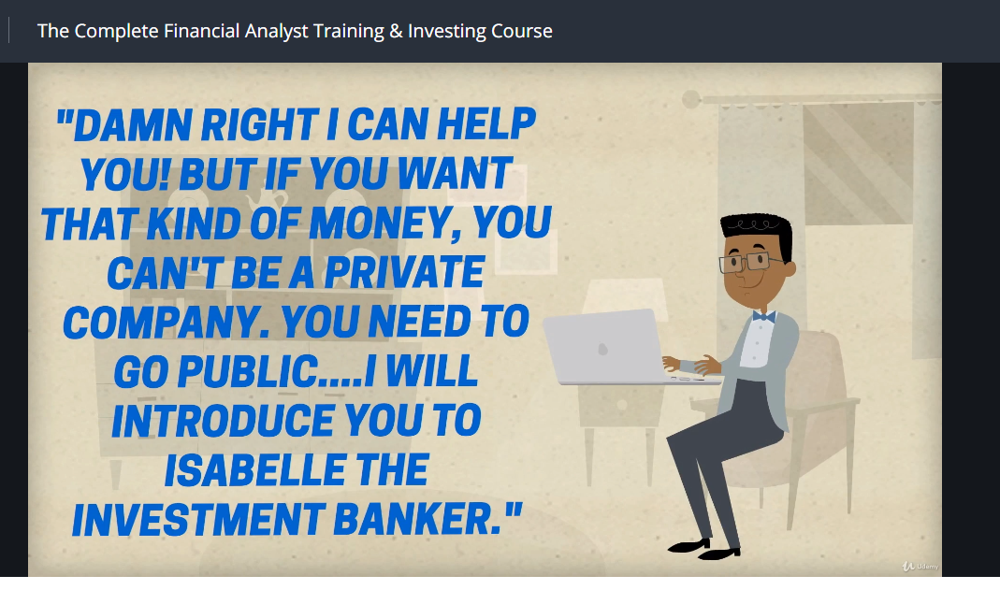 The Complete Financial Analyst Training & Investing Course
"DAMN RIGHT I CAN HELP
YOU! BUT IF YOU WANT
THAT KIND OF MONEY, YOU
CAN'T BE A PRIVATE
COMPANY. YOU NEED TO
GO PUBLIC....I WILL
INTRODUCE YOU TO
ISABELLE THE
INVESTMENT BANKER."
Udemy